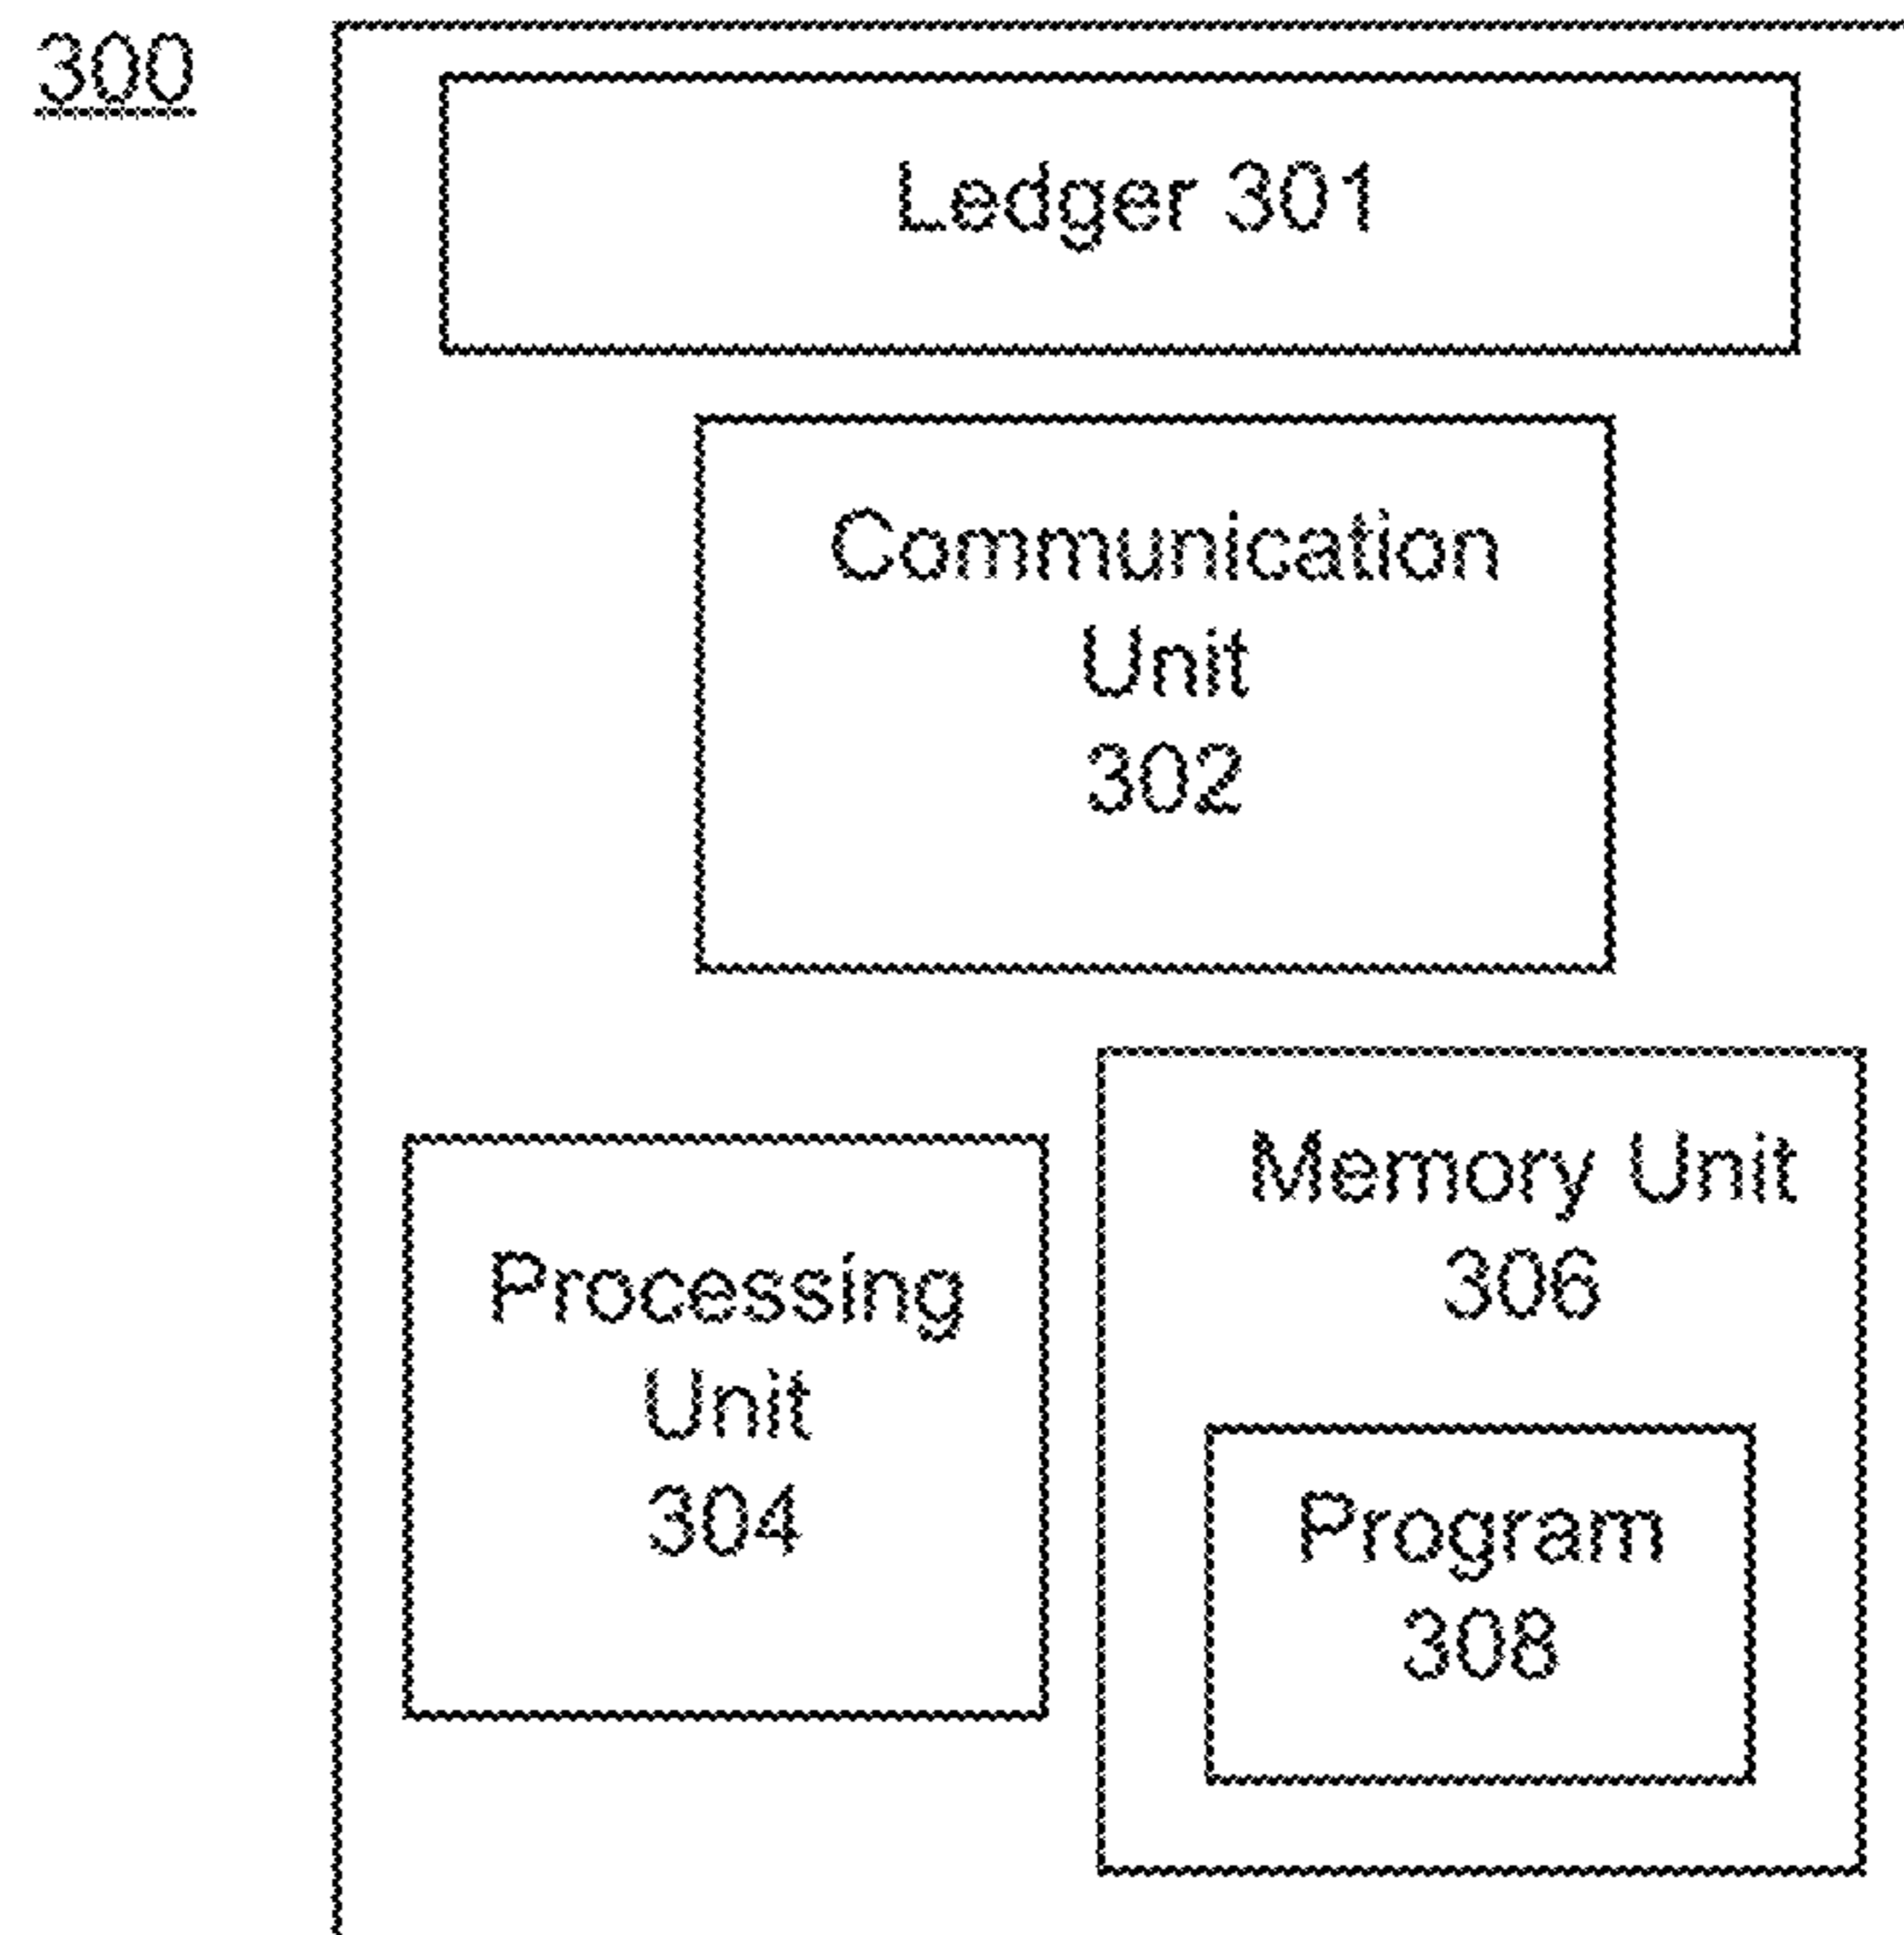 300
Ledger 301
Communication
Unit
302
Processing
Unit
304
Memory Unit
306
Program
308